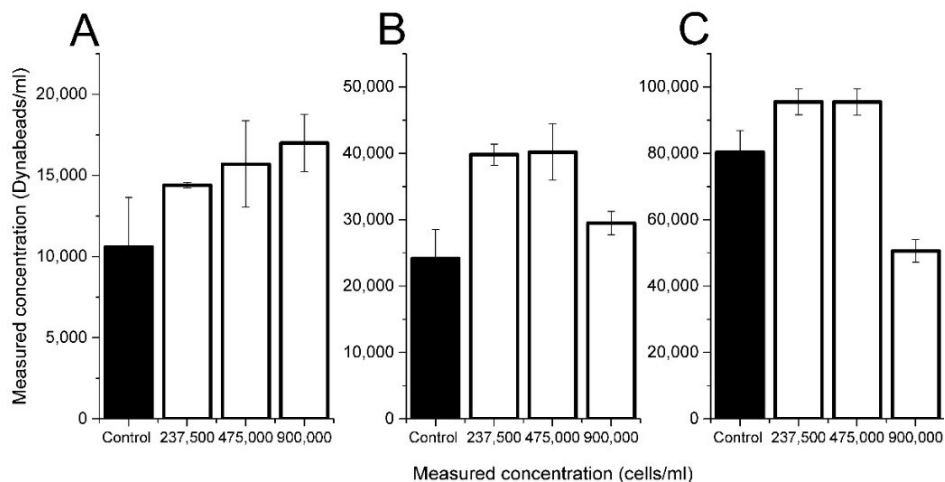 A
B
C
Measured concentration (Dynabeads/ml)
20,000
15,000
10,000
5,000
0
Control 237,500 475,000 900,000
50,000
40,000
30,000
20,000
10,000
0
Control 237,500 475,000 900,000
100,000
80,000
60,000
40,000
20,000
0
Control 237,500 475,000 900,000
Measured concentration (cells/ml)